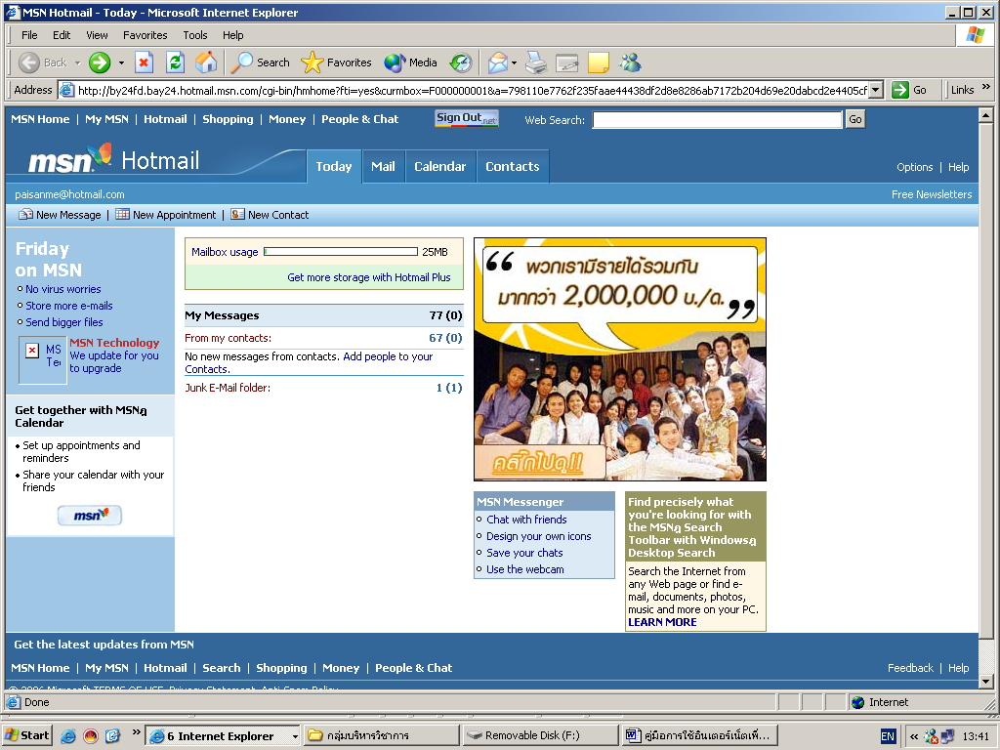 MSN Hotmail - Today - Microsoft Internet Explorer
File Edit View Favorites Tools Help
Back Search Favorites Media
Address http://by24fd.bay24.hotmail.msn.com/cgi-bin/hmhome?fti=yes&curmbox=F000000001&a=798110e7762f235faae44438df2d8e8286ab7172b204d69e20dabcd2e4405cf Go Links »
MSN Home | My MSN | Hotmail | Shopping | Money | People & Chat Sign Out.net Web Search: Go
msn Hotmail Today Mail Calendar Contacts Options | Help
paisanme@hotmail.com Free Newsletters
New Message | New Appointment | New Contact
Friday
on MSN
No virus worries
Store more e-mails
Send bigger files
MS
Te
MSN Technology
We update for you
to upgrade
Get together with MSNฎ
Calendar
• Set up appointments and
reminders
• Share your calendar with your
friends
msn
Mailbox usage 25MB
Get more storage with Hotmail Plus
My Messages 77 (0)
From my contacts: 67 (0)
No new messages from contacts. Add people to your
Contacts.
Junk E-Mail folder: 1 (1)
“ พวกเรามีรายได้รวมกัน
มากกว่า 2,000,000 บ./ด. ”
คลิ๊กไปดู!!
MSN Messenger
Chat with friends
Design your own icons
Save your chats
Use the webcam
Find precisely what
you're looking for with
the MSNฎ Search
Toolbar with Windowsฎ
Desktop Search
Search the Internet from
any Web page or find e-
mail, documents, photos,
music and more on your PC.
LEARN MORE
Get the latest updates from MSN
MSN Home | My MSN | Hotmail | Search | Shopping | Money | People & Chat Feedback | Help
© 2006 Microsoft TERMS OF USE Privacy Statement Anti-Spam Policy
Done Internet
Start » 6 Internet Explorer กลุ่มบริหารวิชาการ Removable Disk (F:) คู่มือการใช้อินเตอร์เน็ตเพื่... EN « 13:41